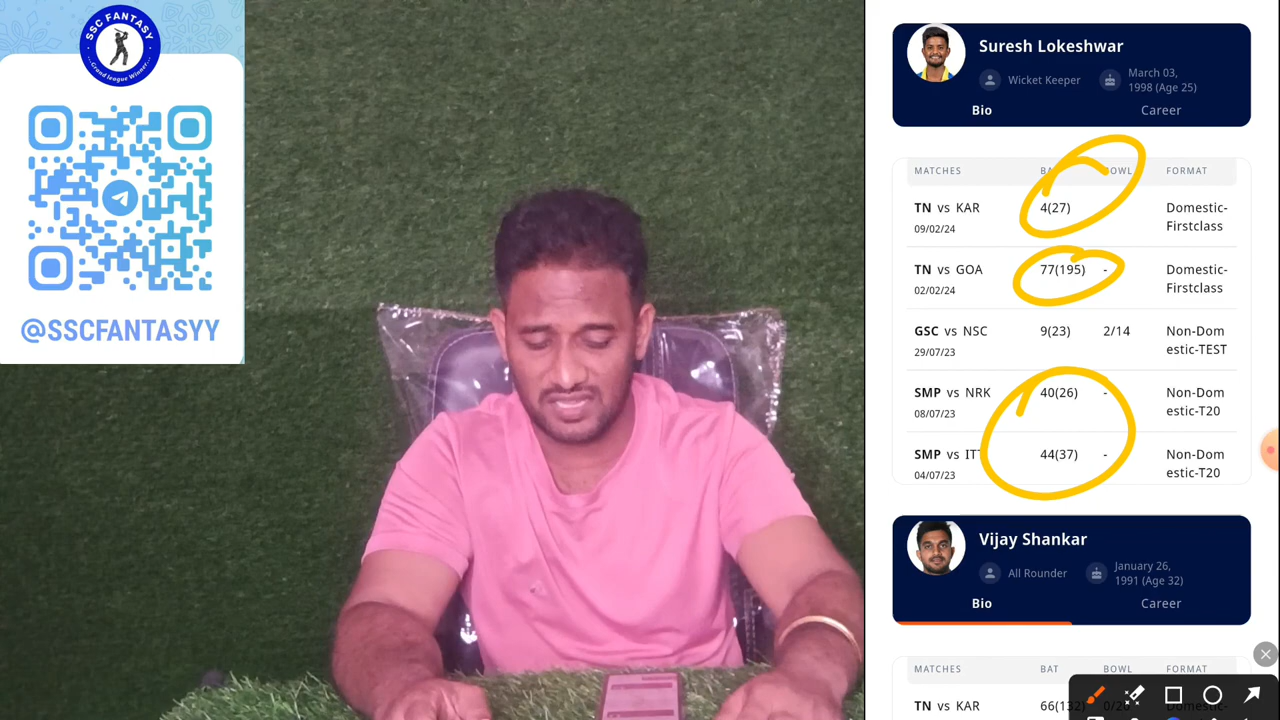 SSC FANTASY
...Grand league Winner...
@SSCFANTASYY
Suresh Lokeshwar
Wicket Keeper
March 03,
1998 (Age 25)
Bio
Career
MATCHES
FORMAT
TN vs KAR
4(27)
Domestic-
Firstclass
09/02/24
TN vs GOA
77(195)
-
Domestic-
Firstclass
02/02/24
GSC vs NSC
9(23)
2/14
Non-Dom
estic-TEST
29/07/23
SMP vs NRK
40(26)
-
Non-Dom
estic-T20
08/07/23
SMP vs
44(37)
-
Non-Dom
estic-T20
04/07/23
Vijay Shankar
All Rounder
January 26,
1991 (Age 32)
Bio
Career
MATCHES
BAT
BOWL
FORMAT
TN vs KAR